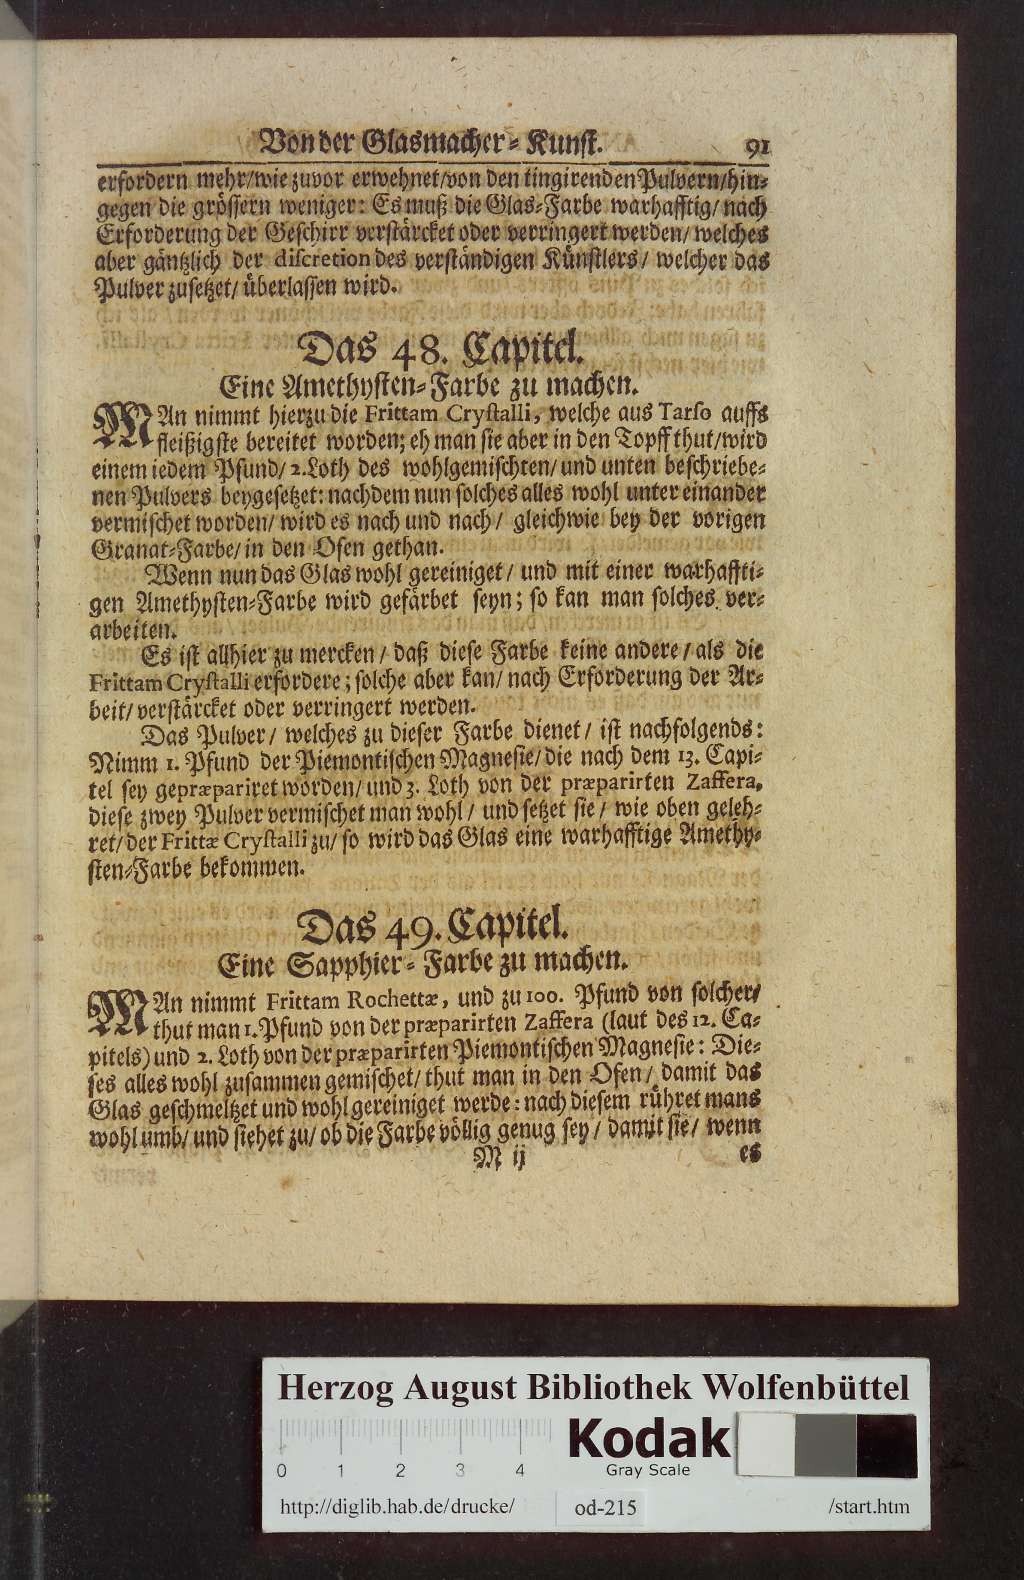 Von der Glasmacher-Kunst. 91
erfordern mehr/wie zuvor erwehnet/von den tingirenden Pulvern/hin-
gegen die grössern weniger: Es muß die Glas-Farbe warhafftig/ nach
Erforderung der Geschirr verstärcket oder verringert werden/ welches
aber gäntzlich der discretion des verständigen Künstlers/ welcher das
Pulver zusetzet/ überlassen wird.
Das 48. Capitel.
Eine Amethysten-Farbe zu machen.
MAn nimmt hierzu die Frittam Crystalli, welche aus Tarso auffs
fleißigste bereitet worden; eh man sie aber in den Topff thut/wird
einem iedem Pfund/ 2. Loth des wohlgemischten/ und unten beschriebe-
nen Pulvers beygesetzet: nachdem nun solches alles wohl unter einander
vermischet worden/ wird es nach und nach/ gleichwie bey der vorigen
Granat-Farbe/ in den Ofen gethan.
Wenn nun das Glas wohl gereiniget/ und mit einer warhaffti-
gen Amethysten-Farbe wird gefärbet seyn; so kan man solches ver-
arbeiten.
Es ist allhier zu mercken/ daß diese Farbe keine andere/ als die
Frittam Crystalli erfordere; solche aber kan/ nach Erforderung der Ar-
beit/ verstärcket oder verringert werden.
Das Pulver/ welches zu dieser Farbe dienet/ ist nachfolgends:
Nimm 1. Pfund der Piemontischen Magnesie/ die nach dem 13. Capi-
tel sey gepræpariret worden/ und 3. Loth von der præparirten Zaffera,
diese zwey Pulver vermischet man wohl/ und setzet sie/ wie oben geleh-
ret/ der Frittæ Crystalli zu/ so wird das Glas eine warhafftige Amethy-
sten-Farbe bekommen.
Das 49. Capitel.
Eine Sapphier-Farbe zu machen.
MAn nimmt Frittam Rochettæ, und zu 100. Pfund von solcher/
thut man 1. Pfund von der præparirten Zaffera (laut des 12. Ca-
pitels) und 2. Loth von der præparirten Piemontischen Magnesie: Die-
ses alles wohl zusammen gemischet/ thut man in den Ofen/ damit das
Glas geschmeltzet und wohl gereiniget werde: nach diesem rühret mans
wohl umb/ und siehet zu/ ob die Farbe völlig genug sey/ damit sie/ wenn
M ij es
Herzog August Bibliothek Wolfenbüttel
Kodak
0 1 2 3 4 Gray Scale
http://diglib.hab.de/drucke/ od-215 /start.htm